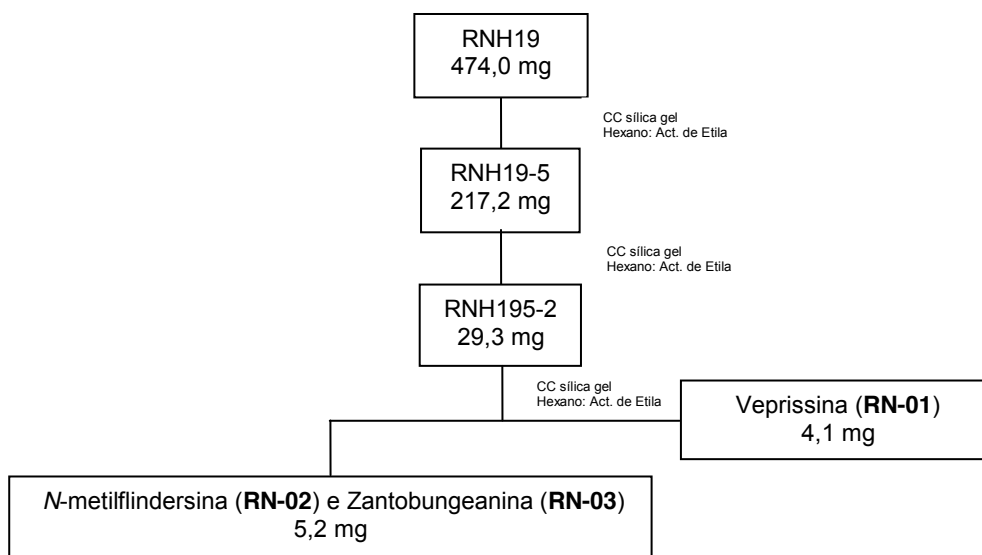 RNH19
474,0 mg
CC sílica gel
Hexano: Act. de Etila
RNH19-5
217,2 mg
CC sílica gel
Hexano: Act. de Etila
RNH195-2
29,3 mg
CC sílica gel
Hexano: Act. de Etila
Veprissina (RN-01)
4,1 mg
N-metilflindersina (RN-02) e Zantobungeanina (RN-03)
5,2 mg